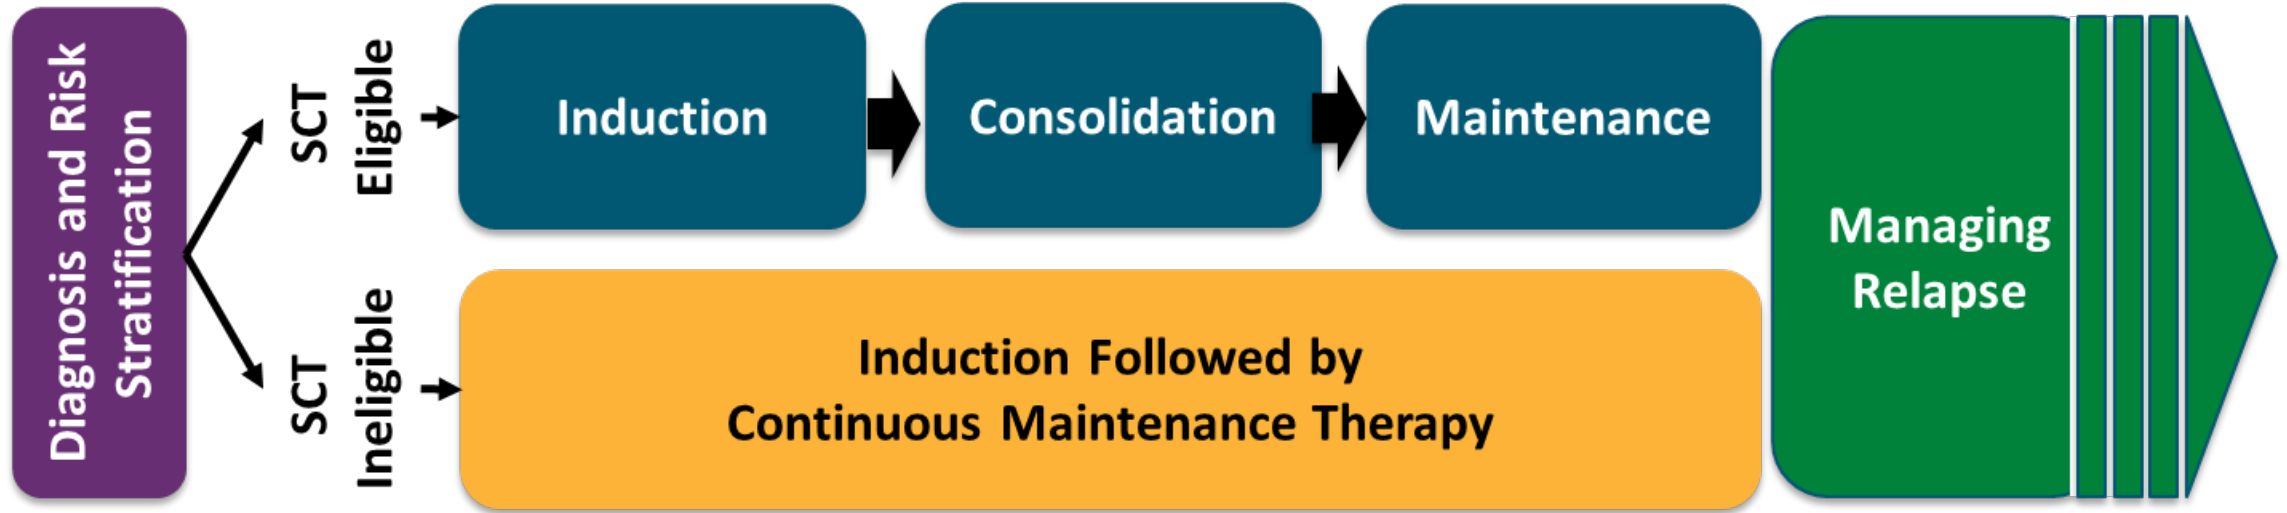 Diagnosis and Risk
Stratification
SCT
Eligible
Induction
Consolidation
Maintenance
SCT
Ineligible
Induction Followed by
Continuous Maintenance Therapy
Managing
Relapse